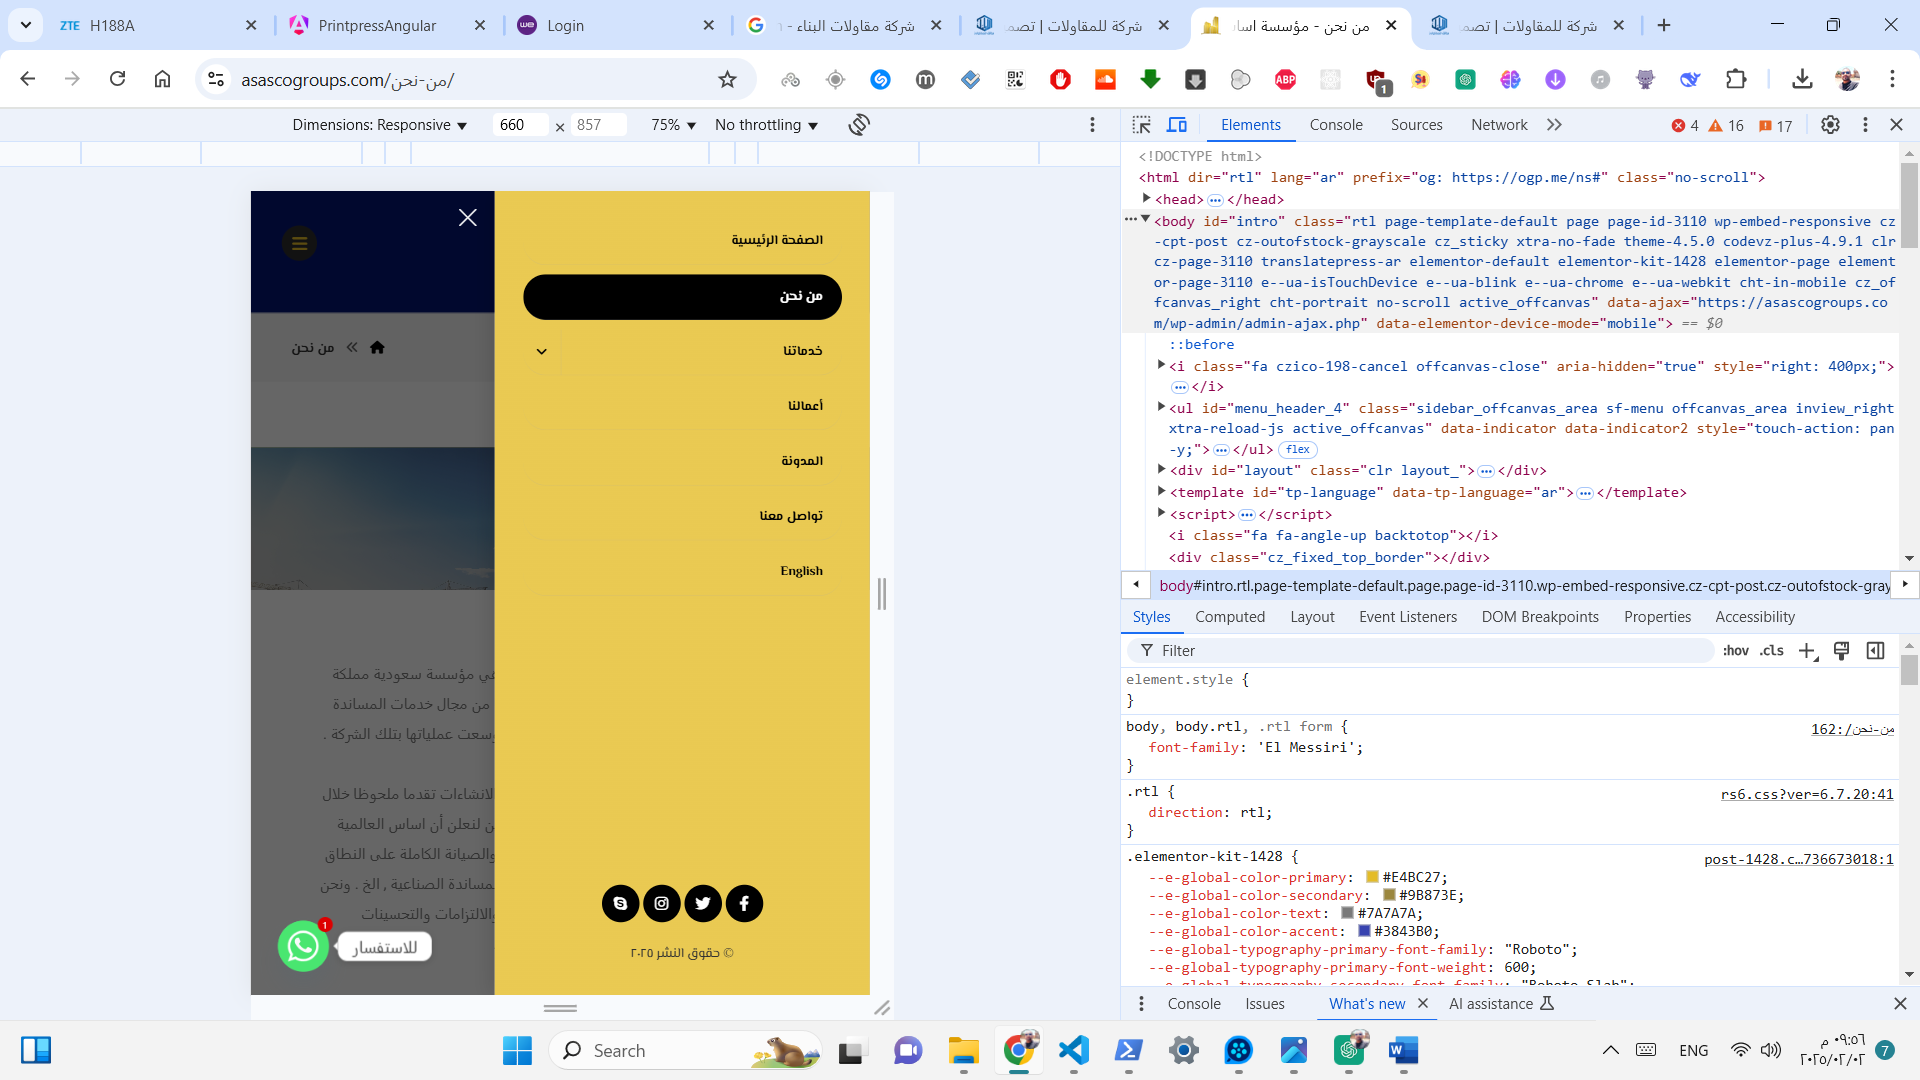 H188A
PrintpressAngular
Login
شركة مقاولات البناء -
شركة للمقاولات | تصم
من نحن - مؤسسة اسا
شركة للمقاولات | تصم
asascogroups.com/من-نحن/
Dimensions: Responsive
660 × 857
75%
No throttling
الصفحة الرئيسية
من نحن
خدماتنا
أعمالنا
المدونة
تواصل معنا
English
© حقوق النشر ٢٠٢٥
من نحن
ي مؤسسة سعودية مملكة
من مجال خدمات المساندة
وسعت عملياتها بتلك الشركة .
لانشاءات تقدما ملحوظا خلال
ن لنعلن أن اساس العالمية
والصيانة الكاملة على النطاق
لمساندة الصناعية , الخ . ونحن
والالتزامات والتحسينات
للاستفسار
1
Elements
Console
Sources
Network
4
16
17
<!DOCTYPE html>
<html dir="rtl" lang="ar" prefix="og: https://ogp.me/ns#" class="no-scroll">
<head> ••• </head>
••• <body id="intro" class="rtl page-template-default page page-id-3110 wp-embed-responsive cz
-cpt-post cz-outofstock-grayscale cz_sticky xtra-no-fade theme-4.5.0 codevz-plus-4.9.1 clr
cz-page-3110 translatepress-ar elementor-default elementor-kit-1428 elementor-page element
or-page-3110 e--ua-isTouchDevice e--ua-blink e--ua-chrome e--ua-webkit cht-in-mobile cz_of
fcanvas_right cht-portrait no-scroll active_offcanvas" data-ajax="https://asascogroups.co
m/wp-admin/admin-ajax.php" data-elementor-device-mode="mobile"> == $0
::before
<i class="fa czico-198-cancel offcanvas-close" aria-hidden="true" style="right: 400px;">
••• </i>
<ul id="menu_header_4" class="sidebar_offcanvas_area sf-menu offcanvas_area inview_right
xtra-reload-js active_offcanvas" data-indicator data-indicator2 style="touch-action: pan
-y;"> ••• </ul> flex
<div id="layout" class="clr layout_"> ••• </div>
<template id="tp-language" data-tp-language="ar"> ••• </template>
<script> ••• </script>
<i class="fa fa-angle-up backtotop"></i>
<div class="cz_fixed_top_border"></div>
body#intro.rtl.page-template-default.page.page-id-3110.wp-embed-responsive.cz-cpt-post.cz-outofstock-gray
Styles
Computed
Layout
Event Listeners
DOM Breakpoints
Properties
Accessibility
Filter
:hov
.cls
element.style {
}
body, body.rtl, .rtl form {
من-نحن/:162
font-family: 'El Messiri';
}
.rtl {
rs6.css?ver=6.7.20:41
direction: rtl;
}
.elementor-kit-1428 {
post-1428.c…736673018:1
--e-global-color-primary: #E4BC27;
--e-global-color-secondary: #9B873E;
--e-global-color-text: #7A7A7A;
--e-global-color-accent: #3843B0;
--e-global-typography-primary-font-family: "Roboto";
--e-global-typography-primary-font-weight: 600;
--e-global-typography-secondary-font-family: "Roboto Slab";
Console
Issues
What's new
AI assistance
Search
ENG
٠٩:٥٦ م
٢٠٢٥/٠٢/٠٢
7